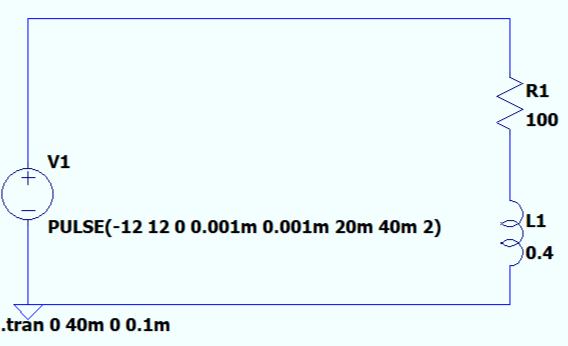 R1
100
V1
+
−
PULSE(-12 12 0 0.001m 0.001m 20m 40m 2)
L1
0.4
.tran 0 40m 0 0.1m